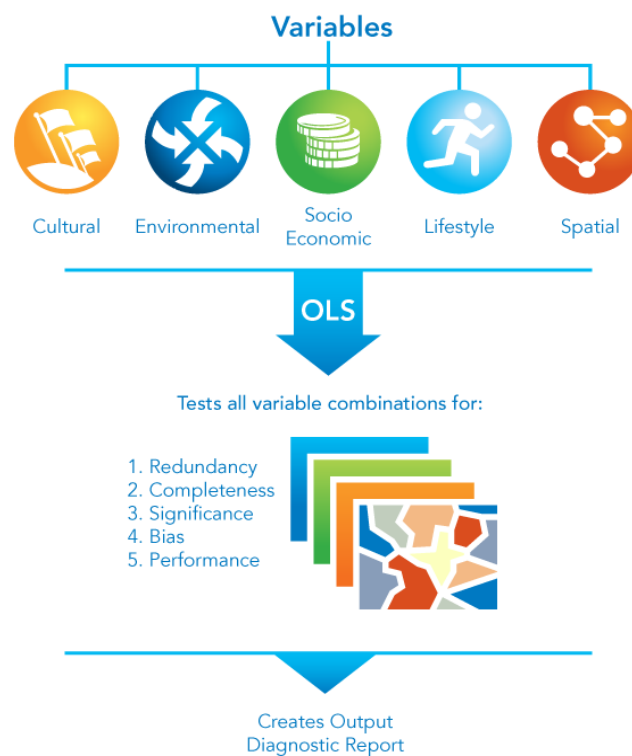 Variables
Cultural
Environmental
Socio
Economic
Lifestyle
Spatial
OLS
Tests all variable combinations for:
1. Redundancy
2. Completeness
3. Significance
4. Bias
5. Performance
Creates Output
Diagnostic Report